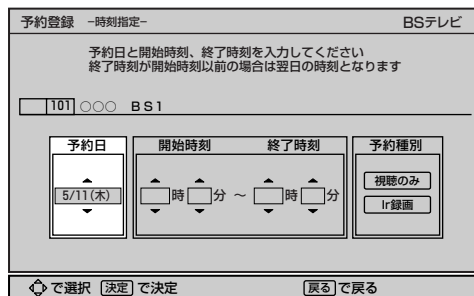 予約登録 −時刻指定− BSテレビ
予約日と開始時刻、終了時刻を入力してください
終了時刻が開始時刻以前の場合は翌日の時刻となります
101 ○○○ BS1
予約日 開始時刻 終了時刻 予約種別
視聴のみ
5/11(木) 時 分 ~ 時 分
Ir録画
で選択 決定 で決定 戻る で戻る